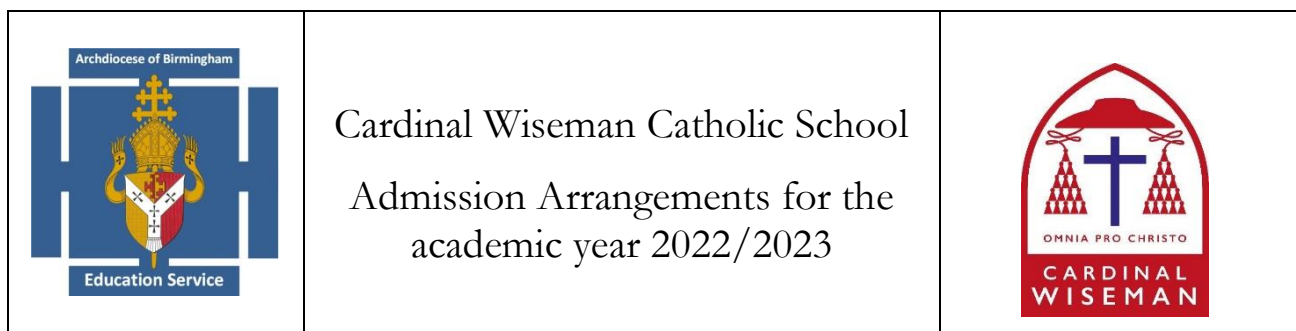 Archdiocese of Birmingham
Education Service
Cardinal Wiseman Catholic School
Admission Arrangements for the
academic year 2022/2023
OMNIA PRO CHRISTO
CARDINAL
WISEMAN